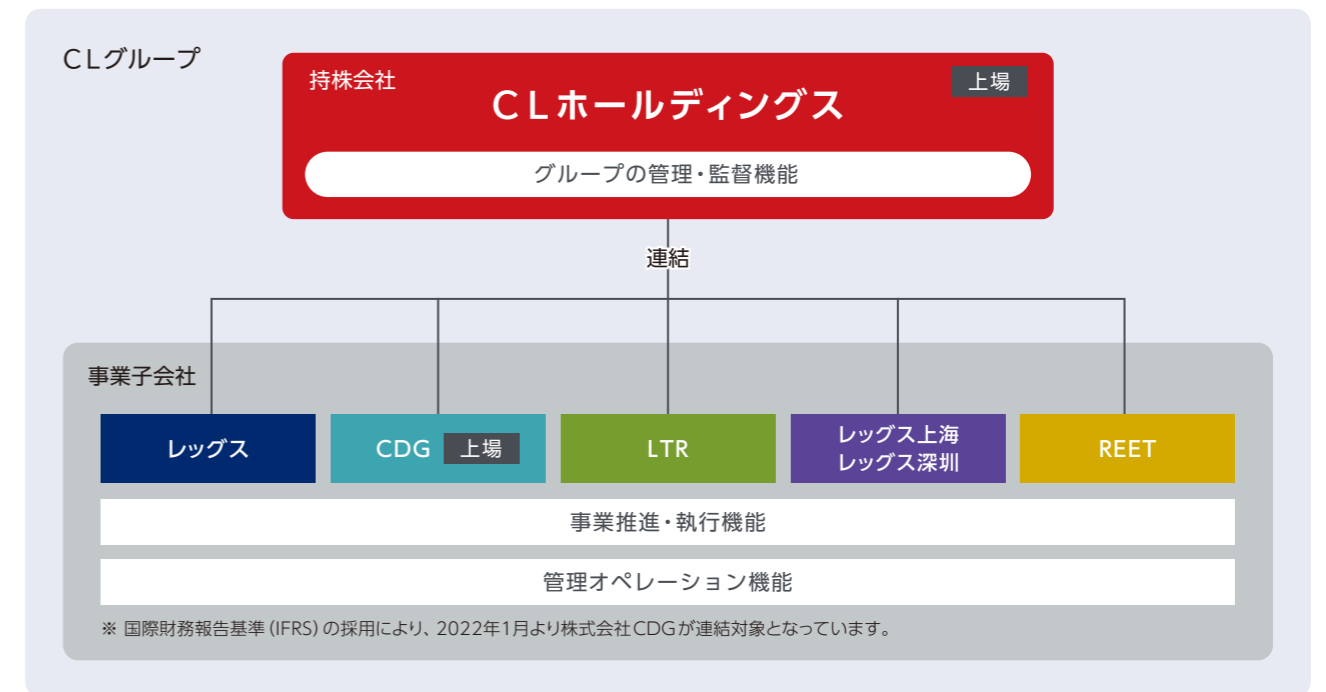 CLグループ
持株会社
上場
CLホールディングス
グループの管理・監督機能
連結
事業子会社
レッグス
CDG 上場
LTR
レッグス上海
レッグス深圳
REET
事業推進・執行機能
管理オペレーション機能
※ 国際財務報告基準(IFRS)の採用により、2022年1月より株式会社CDGが連結対象となっています。